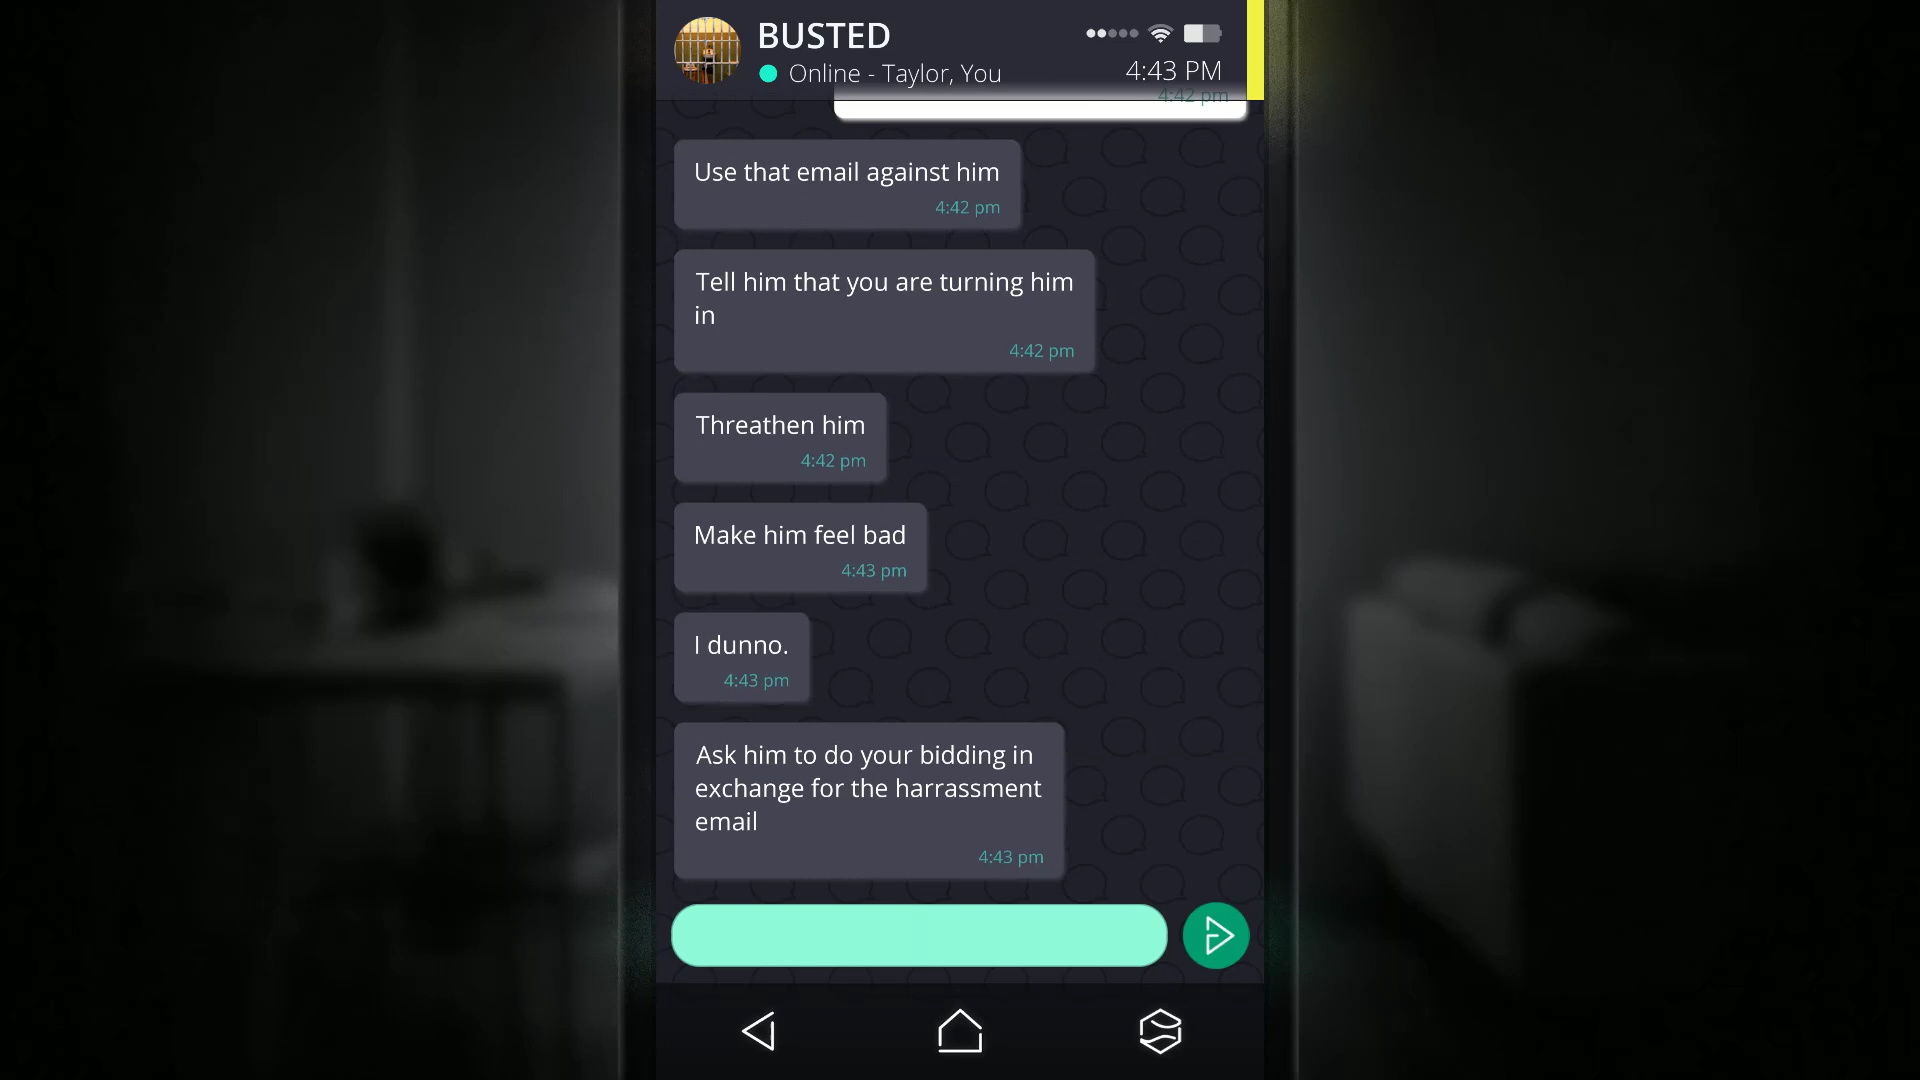 BUSTED
Online - Taylor, You
4:43 PM
4:42 pm
Use that email against him
4:42 pm
Tell him that you are turning him
in
4:42 pm
Threathen him
4:42 pm
Make him feel bad
4:43 pm
I dunno.
4:43 pm
Ask him to do your bidding in
exchange for the harrassment
email
4:43 pm